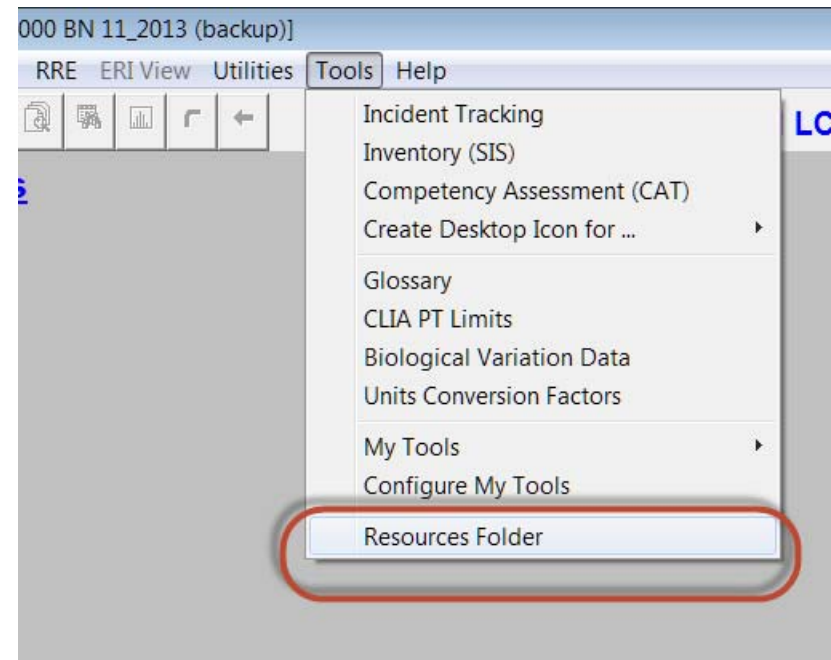 000 BN 11_2013 (backup)]
RRE ERI View Utilities Tools Help
LC
Incident Tracking
Inventory (SIS)
Competency Assessment (CAT)
Create Desktop Icon for ...
Glossary
CLIA PT Limits
Biological Variation Data
Units Conversion Factors
My Tools
Configure My Tools
Resources Folder